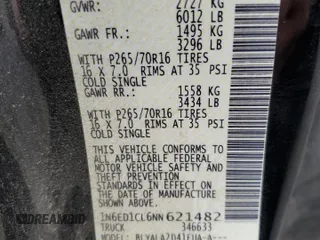 GVWR: 2727 KG
6012 LB
GAWR FR.: 1495 KG
3296 LB
WITH P265/70R16 TIRES
16 x 7.0 RIMS AT 35 PSI
COLD SINGLE
GAWR RR.: 1558 KG
3434 LB
WITH P265/70R16 TIRES
16 x 7.0 RIMS AT 35 PSI
COLD SINGLE
THIS VEHICLE CONFORMS TO
ALL APPLICABLE FEDERAL
MOTOR VEHICLE SAFETY
STANDARDS IN EFFECT ON THE
DATE OF MANUFACTURE SHOWN
ABOVE.
1N6ED1CL6NN621482
TRUCK 346633
DREAMBID